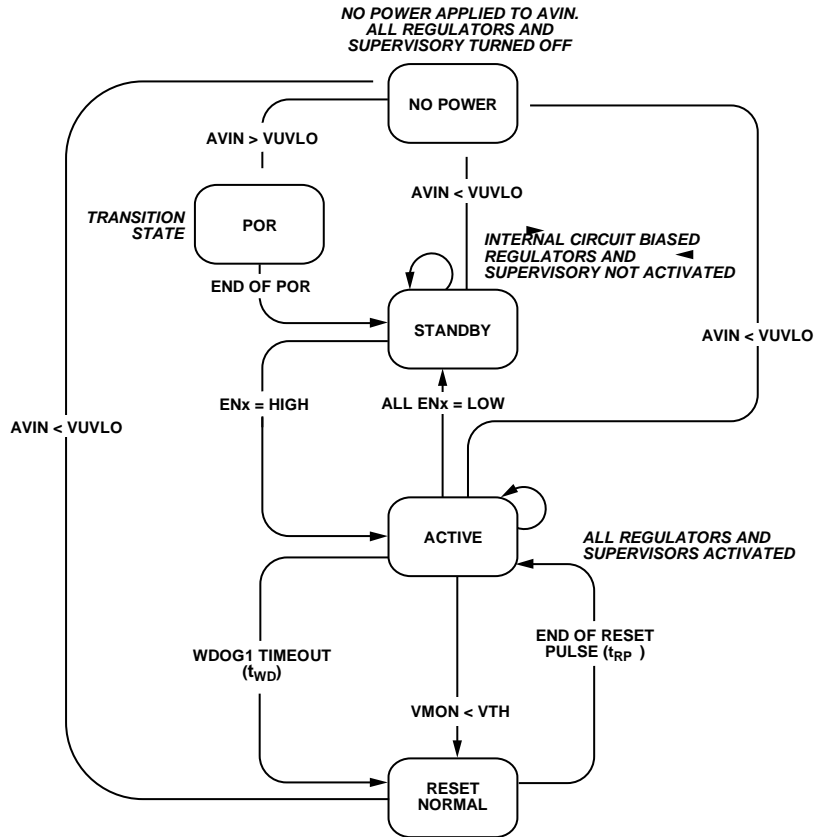 NO POWER APPLIED TO AVIN.
ALL REGULATORS AND
SUPERVISORY TURNED OFF
NO POWER
AVIN > VUVLO
AVIN < VUVLO
TRANSITION
STATE
POR
INTERNAL CIRCUIT BIASED
REGULATORS AND
SUPERVISORY NOT ACTIVATED
END OF POR
STANDBY
AVIN < VUVLO
ENx = HIGH
ALL ENx = LOW
AVIN < VUVLO
ACTIVE
ALL REGULATORS AND
SUPERVISORS ACTIVATED
WDOG1 TIMEOUT
(tWD)
END OF RESET
PULSE (tRP )
VMON < VTH
RESET
NORMAL